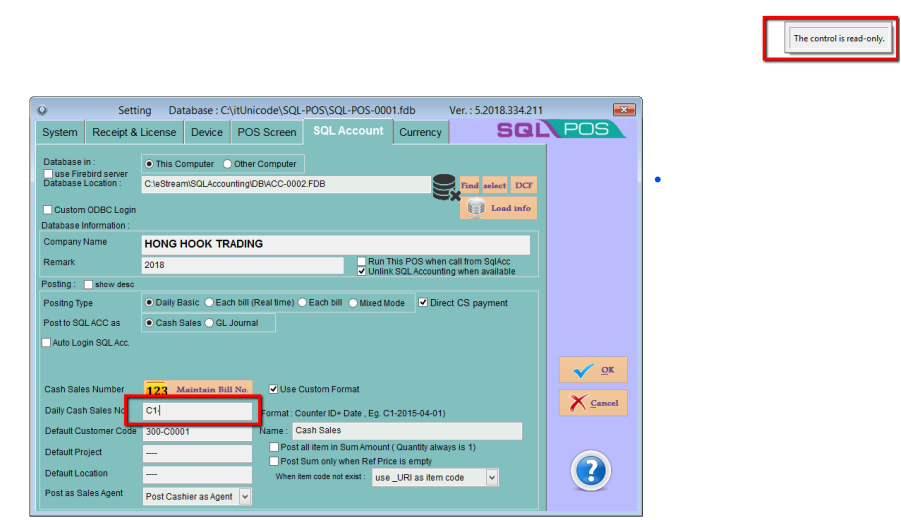 The control is read-only.
Setting Database : C:\itUnicode\SQL-POS\SQL-POS-0001.fdb Ver. : 5.2018.334.211
System Receipt & License Device POS Screen SQL Account Currency SQL POS
Database in : This Computer Other Computer
use Firebird server
Database Location : C:\eStream\SQLAccounting\DB\ACC-0002.FDB Find select DCF
Custom ODBC Login Load info
Database Information :
Company Name HONG HOOK TRADING
Remark 2018 Run This POS when call from SqlAcc
Unlink SQL Accounting when available
Posting : show desc
Positng Type Daily Basic Each bill (Real time) Each bill Mixed Mode Direct CS payment
Post to SQL ACC as Cash Sales GL Journal
Auto Login SQL Acc.
OK
Cash Sales Number 123 Maintain Bill No. Use Custom Format
Cancel
Daily Cash Sales No C1- Format : Counter ID+ Date , Eg. C1-2015-04-01)
Default Customer Code 300-C0001 Name : Cash Sales
Default Project ---- Post all item in Sum Amount ( Quantity always is 1)
Post Sum only when Ref Price is empty
Default Location ---- When item code not exist : use _URI as item code
Post as Sales Agent Post Cashier as Agent